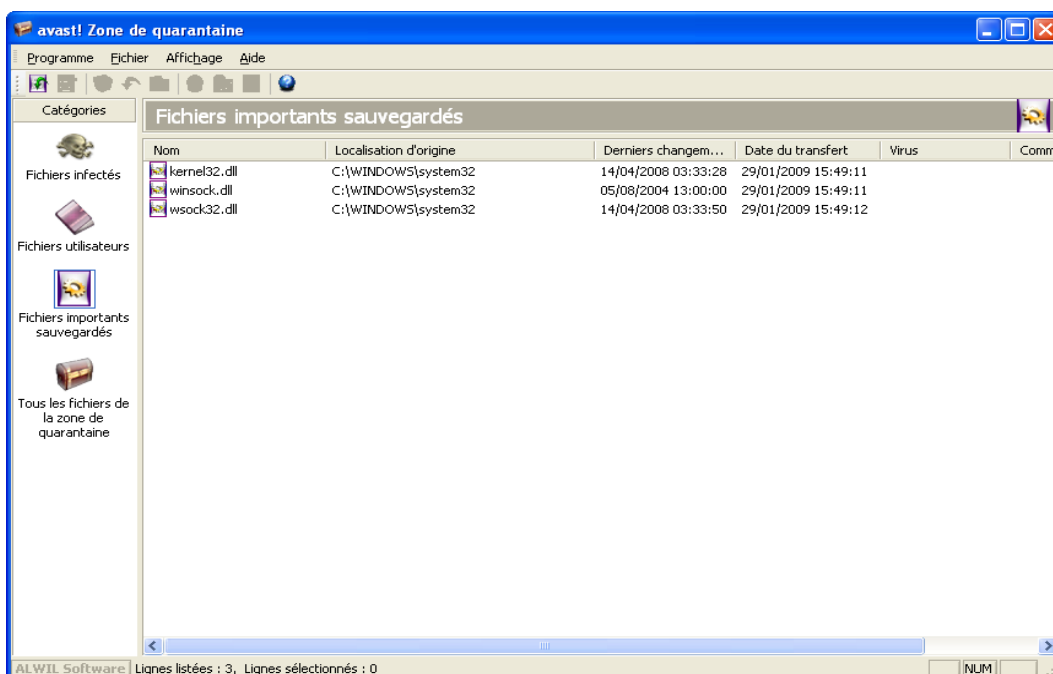 avast! Zone de quarantaine
Programme Fichier Affichage Aide
Catégories
Fichiers infectés
Fichiers utilisateurs
Fichiers importants
sauvegardés
Tous les fichiers de
la zone de
quarantaine
Fichiers importants sauvegardés
Nom Localisation d'origine Derniers changem... Date du transfert Virus Comm
kernel32.dll C:\WINDOWS\system32 14/04/2008 03:33:28 29/01/2009 15:49:11
winsock.dll C:\WINDOWS\system32 05/08/2004 13:00:00 29/01/2009 15:49:11
wsock32.dll C:\WINDOWS\system32 14/04/2008 03:33:50 29/01/2009 15:49:12
ALWIL Software Lignes listées : 3, Lignes sélectionnés : 0 NUM